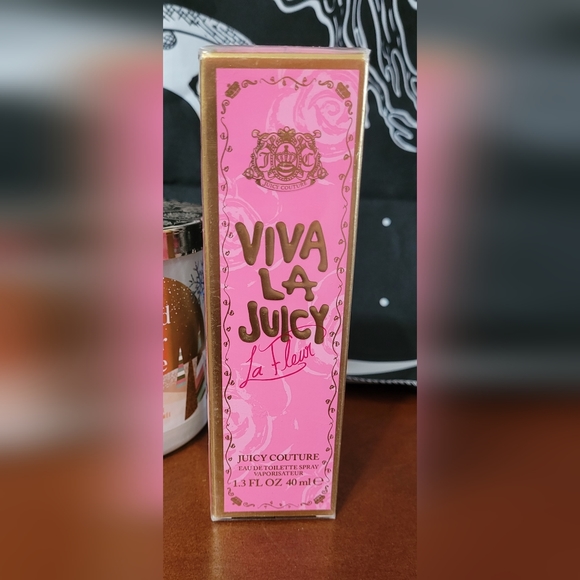 J C
JUICY COUTURE
VIVA
LA
JUICY
La Fleur
JUICY COUTURE
EAU DE TOILETTE SPRAY
VAPORISATEUR
1.3 FL OZ 40 ml ℮